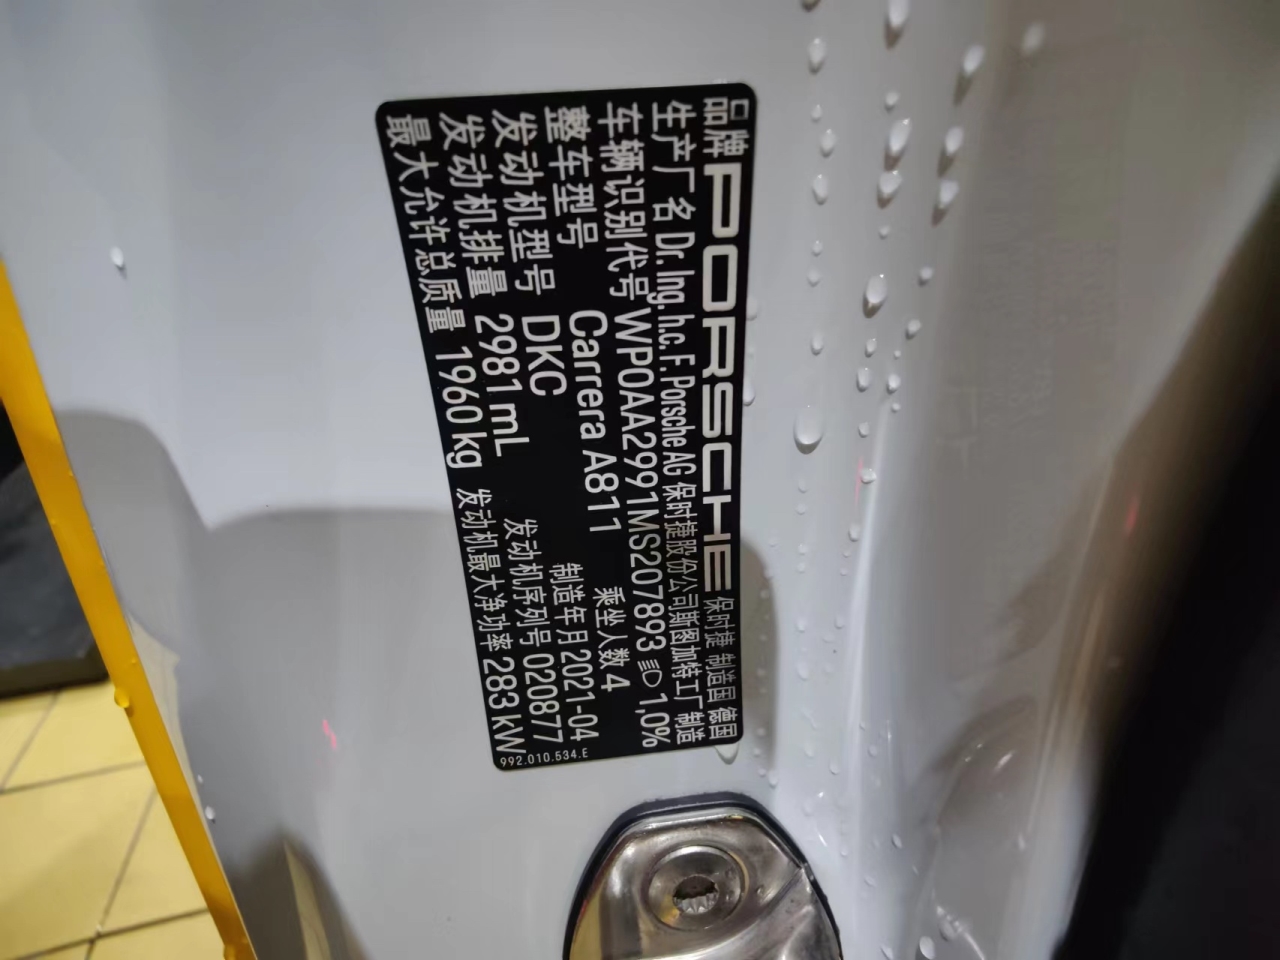 品牌 PORSCHE 保时捷 制造国 德国
生产厂名 Dr. Ing. h.c. F. Porsche AG 保时捷股份公司斯图加特工厂制造
车辆识别代号 WP0AA2991MS207893 1,0%
整车型号 Carrera A811 乘坐人数 4
发动机型号 DKC 制造年月 2021-04
发动机排量 2981 mL 发动机序列号 020877
最大允许总质量 1960 kg 发动机最大净功率 283 kW
992.010.534.E